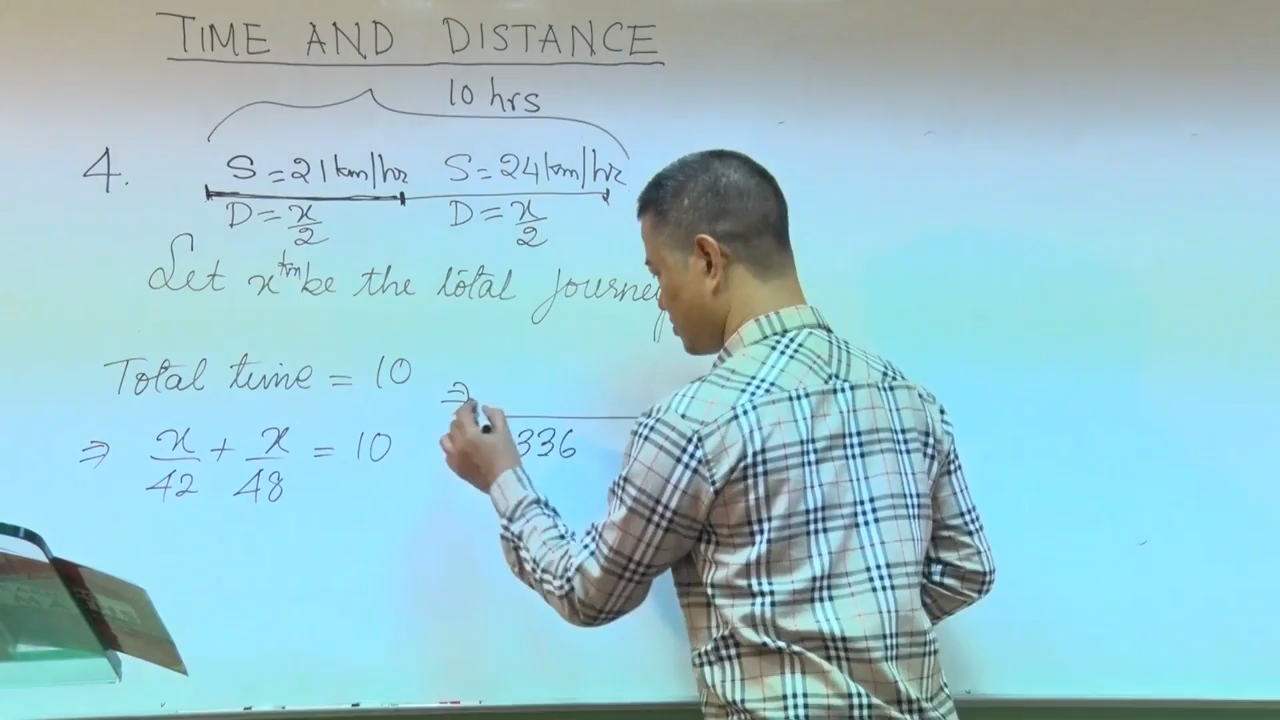 TIME AND DISTANCE
10 hrs
4. S = 21 km/hr S = 24 km/hr
D = x/2 D = x/2
Let x km be the total journey
Total time = 10
⇒ x/42 + x/48 = 10
⇒
336